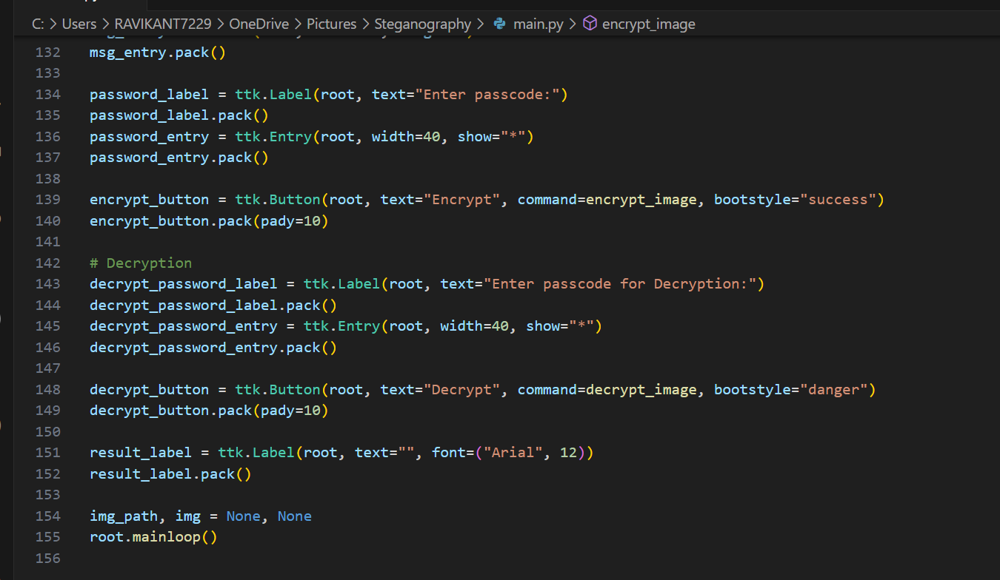 C: > Users > RAVIKANT7229 > OneDrive > Pictures > Steganography > main.py > encrypt_image
132 msg_entry.pack()
133
134 password_label = ttk.Label(root, text="Enter passcode:")
135 password_label.pack()
136 password_entry = ttk.Entry(root, width=40, show="*")
137 password_entry.pack()
138
139 encrypt_button = ttk.Button(root, text="Encrypt", command=encrypt_image, bootstyle="success")
140 encrypt_button.pack(pady=10)
141
142 # Decryption
143 decrypt_password_label = ttk.Label(root, text="Enter passcode for Decryption:")
144 decrypt_password_label.pack()
145 decrypt_password_entry = ttk.Entry(root, width=40, show="*")
146 decrypt_password_entry.pack()
147
148 decrypt_button = ttk.Button(root, text="Decrypt", command=decrypt_image, bootstyle="danger")
149 decrypt_button.pack(pady=10)
150
151 result_label = ttk.Label(root, text="", font=("Arial", 12))
152 result_label.pack()
153
154 img_path, img = None, None
155 root.mainloop()
156